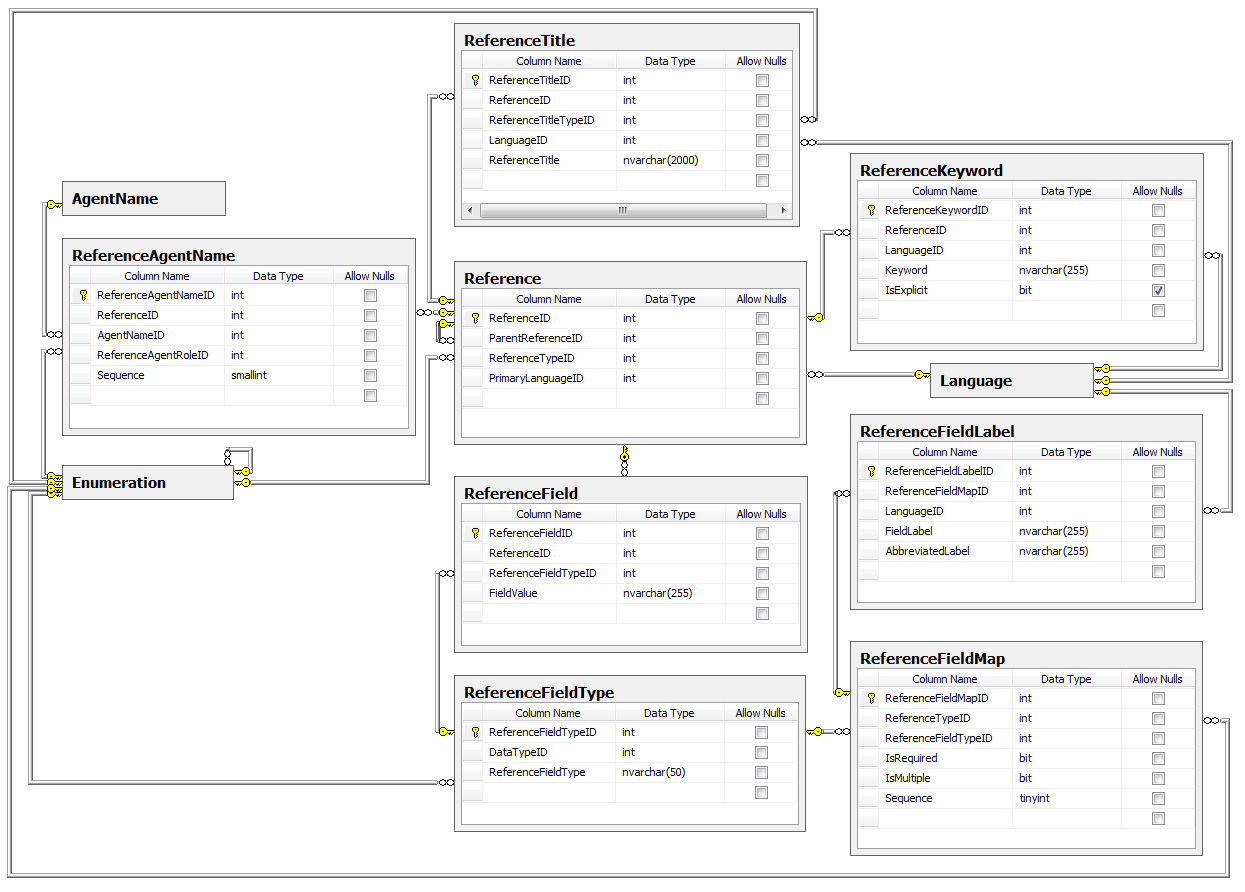 ReferenceTitle
Column Name Data Type Allow Nulls
ReferenceTitleID int
ReferenceID int
ReferenceTitleTypeID int
LanguageID int
ReferenceTitle nvarchar(2000)
AgentName
ReferenceAgentName
Column Name Data Type Allow Nulls
ReferenceAgentNameID int
ReferenceID int
AgentNameID int
ReferenceAgentRoleID int
Sequence smallint
Enumeration
Reference
Column Name Data Type Allow Nulls
ReferenceID int
ParentReferenceID int
ReferenceTypeID int
PrimaryLanguageID int
ReferenceKeyword
Column Name Data Type Allow Nulls
ReferenceKeywordID int
ReferenceID int
LanguageID int
Keyword nvarchar(255)
IsExplicit bit
Language
ReferenceField
Column Name Data Type Allow Nulls
ReferenceFieldID int
ReferenceID int
ReferenceFieldTypeID int
FieldValue nvarchar(255)
ReferenceFieldLabel
Column Name Data Type Allow Nulls
ReferenceFieldLabelID int
ReferenceFieldMapID int
LanguageID int
FieldLabel nvarchar(255)
AbbreviatedLabel nvarchar(255)
ReferenceFieldType
Column Name Data Type Allow Nulls
ReferenceFieldTypeID int
DataTypeID int
ReferenceFieldType nvarchar(50)
ReferenceFieldMap
Column Name Data Type Allow Nulls
ReferenceFieldMapID int
ReferenceTypeID int
ReferenceFieldTypeID int
IsRequired bit
IsMultiple bit
Sequence tinyint